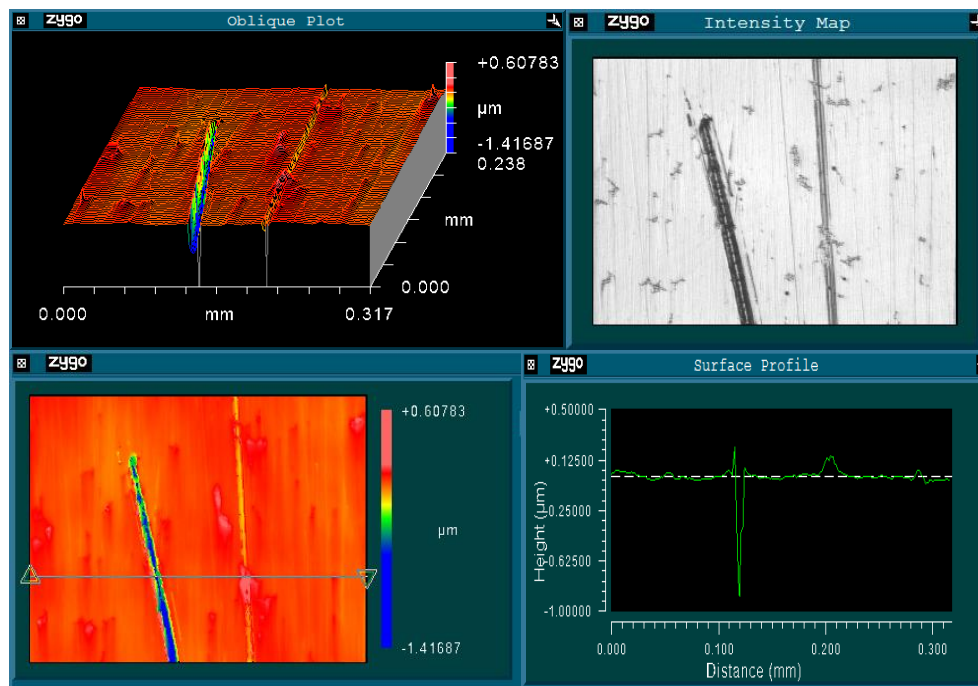 zygo
Oblique Plot
+0.60783
µm
-1.41687
0.238
mm
0.000
0.000
mm
0.317
zygo
Intensity Map
zygo
+0.60783
µm
-1.41687
zygo
Surface Profile
+0.50000
+0.12500
-0.25000
-0.62500
-1.00000
Height (µm)
0.000
0.100
0.200
0.300
Distance (mm)